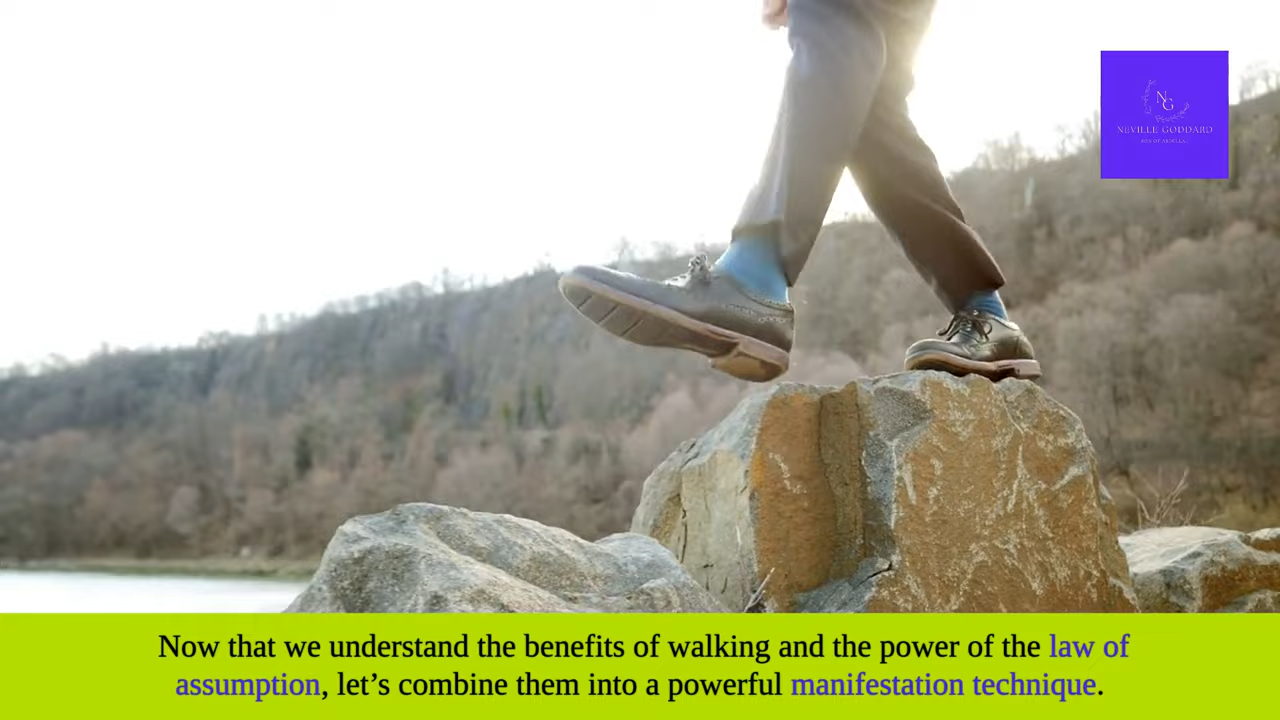 NG
NEVILLE GODDARD
Now that we understand the benefits of walking and the power of the law of
assumption, let’s combine them into a powerful manifestation technique.